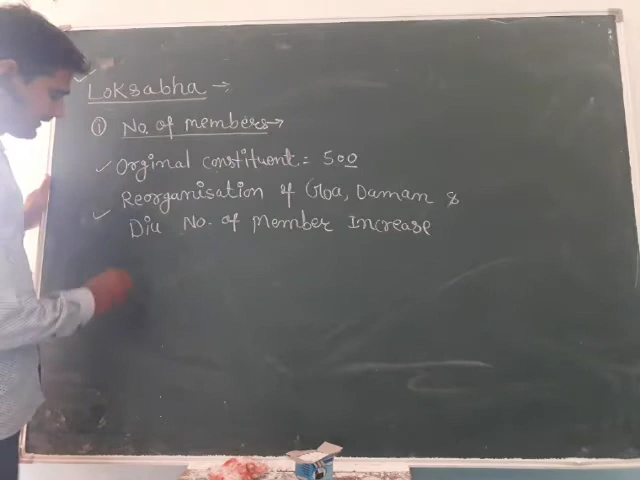 Loksabha →
① No. of members →
✓ Orginal constituent = 500
✓ Reorganisation of Goa, Daman &
Diu No. of Member Increase